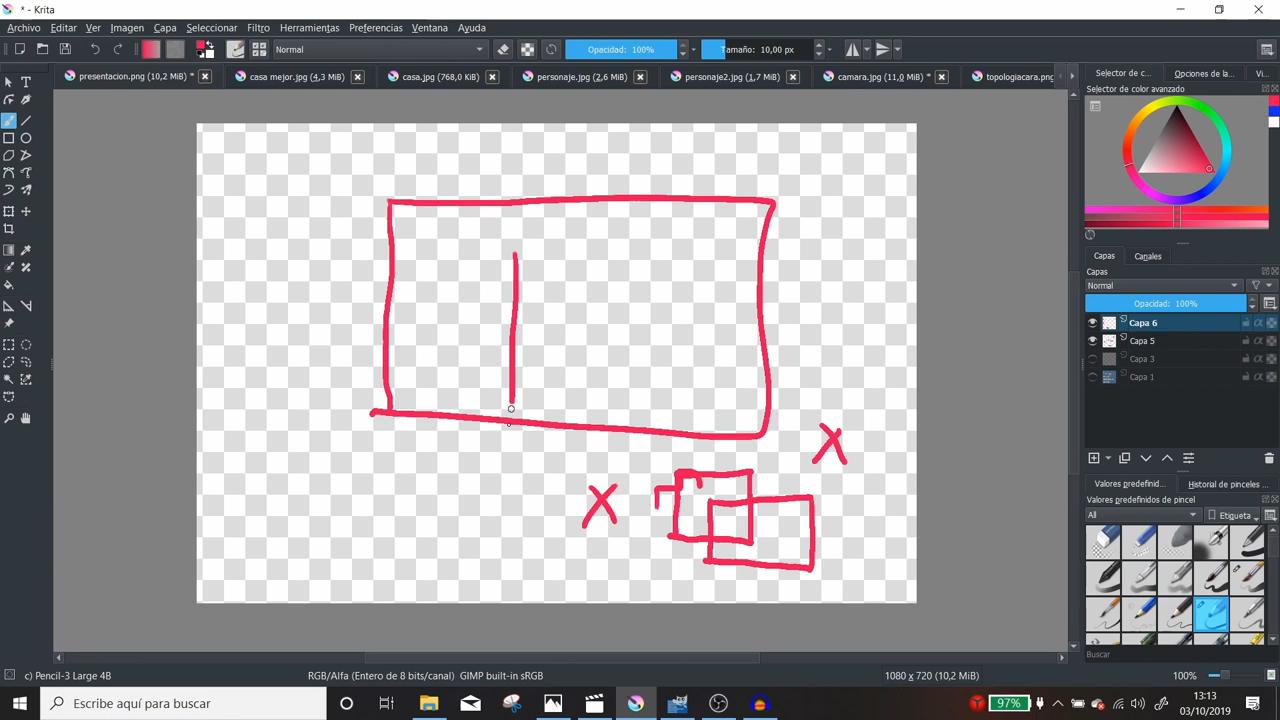 * - Krita
Archivo Editar Ver Imagen Capa Seleccionar Filtro Herramientas Preferencias Ventana Ayuda
Normal Opacidad: 100% Tamaño: 10,00 px
presentacion.png (10,2 MiB) * casa mejor.jpg (4,3 MiB) casa.jpg (768,0 KiB) personaje.jpg (2,6 MiB) personaje2.jpg (1,7 MiB) camara.jpg (11,0 MiB) * topologiacara.png
Selector de c... Opciones de la... Vi...
Selector de color avanzado
X
X
Capas Canales
Capas
Normal
Opacidad: 100%
Capa 6
Capa 5
Capa 3
Capa 1
Valores predefinid... Historial de pinceles ...
Valores predefinidos de pincel
All Etiqueta
Buscar
c) Pencil-3 Large 4B RGB/Alfa (Entero de 8 bits/canal) GIMP built-in sRGB 1080 x 720 (10,2 MiB) 100%
Escribe aquí para buscar 97% 13:13
03/10/2019